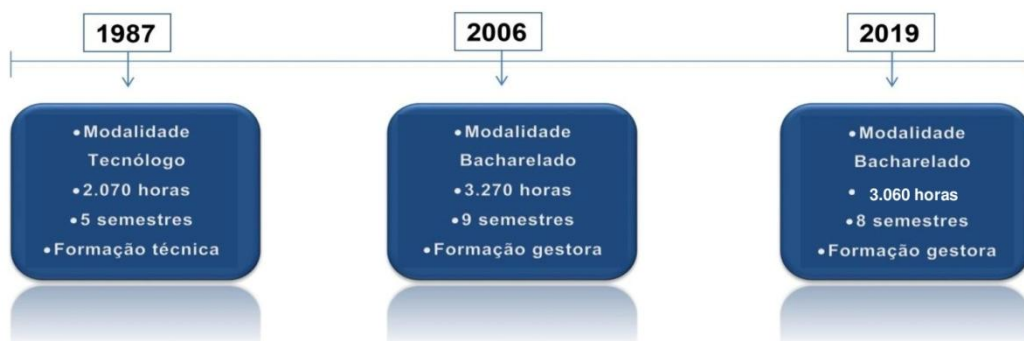 1987
• Modalidade
Tecnólogo
• 2.070 horas
• 5 semestres
• Formação técnica
2006
• Modalidade
Bacharelado
• 3.270 horas
• 9 semestres
• Formação gestora
2019
• Modalidade
Bacharelado
• 3.060 horas
• 8 semestres
• Formação gestora